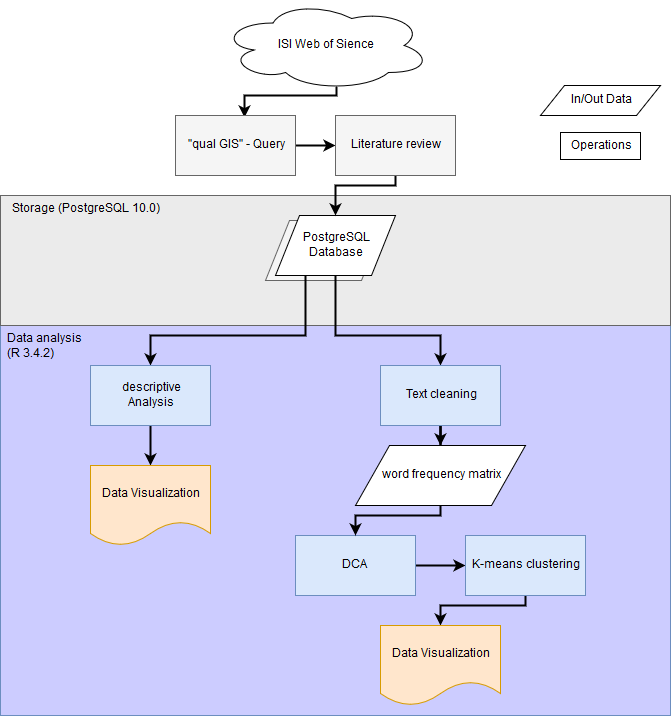 ISI Web of Sience
In/Out Data
"qual GIS" - Query
Literature review
Operations
Storage (PostgreSQL 10.0)
PostgreSQL
Database
Data analysis
(R 3.4.2)
descriptive
Analysis
Text cleaning
Data Visualization
word frequency matrix
DCA
K-means clustering
Data Visualization